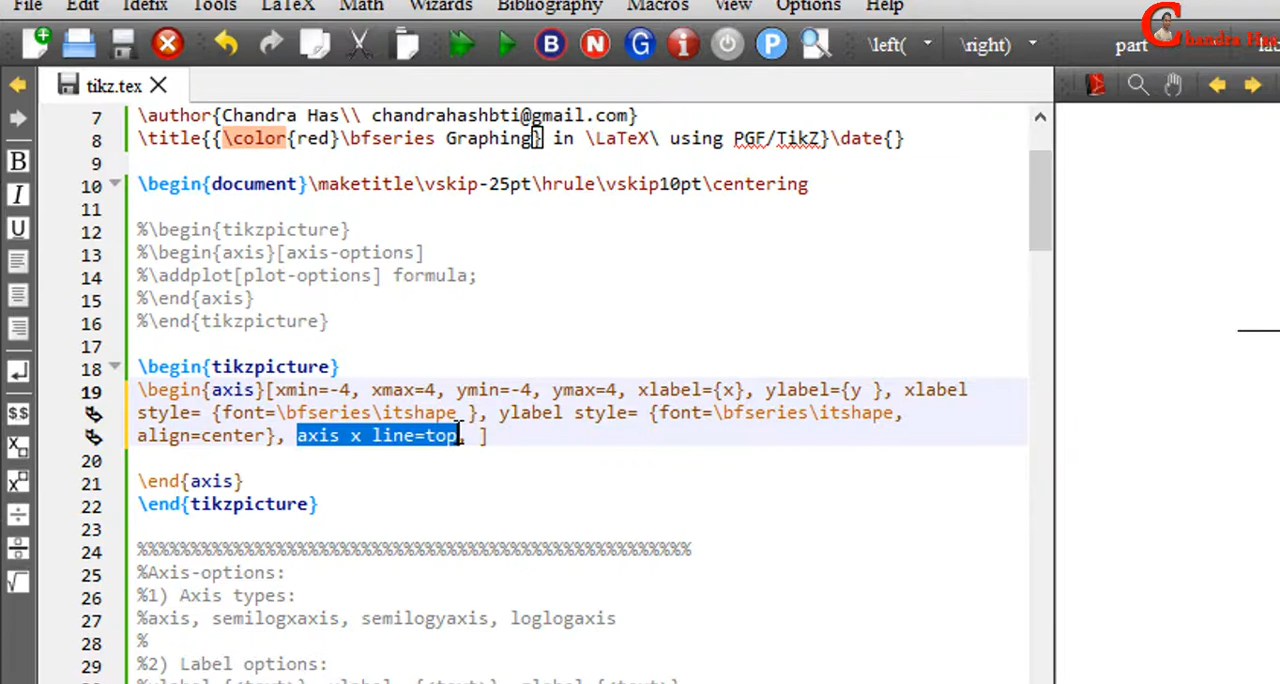 File Edit Idefix Tools LaTeX Math Wizards Bibliography Macros View Options Help
\left( \right) part
Chandra Has
tikz.tex
7 \author{Chandra Has\\ chandrahashbti@gmail.com}
8 \title{{\color{red}\bfseries Graphing} in \LaTeX\ using PGF/TikZ}\date{}
9
10 \begin{document}\maketitle\vskip-25pt\hrule\vskip10pt\centering
11
12 %\begin{tikzpicture}
13 %\begin{axis}[axis-options]
14 %\addplot[plot-options] formula;
15 %\end{axis}
16 %\end{tikzpicture}
17
18 \begin{tikzpicture}
19 \begin{axis}[xmin=-4, xmax=4, ymin=-4, ymax=4, xlabel={x}, ylabel={y }, xlabel
style= {font=\bfseries\itshape }, ylabel style= {font=\bfseries\itshape,
align=center}, axis x line=top, ]
20
21 \end{axis}
22 \end{tikzpicture}
23
24 %%%%%%%%%%%%%%%%%%%%%%%%%%%%%%%%%%%%%%%%%%%%%%%%%%%%
25 %Axis-options:
26 %1) Axis types:
27 %axis, semilogxaxis, semilogyaxis, loglogaxis
28 %
29 %2) Label options: